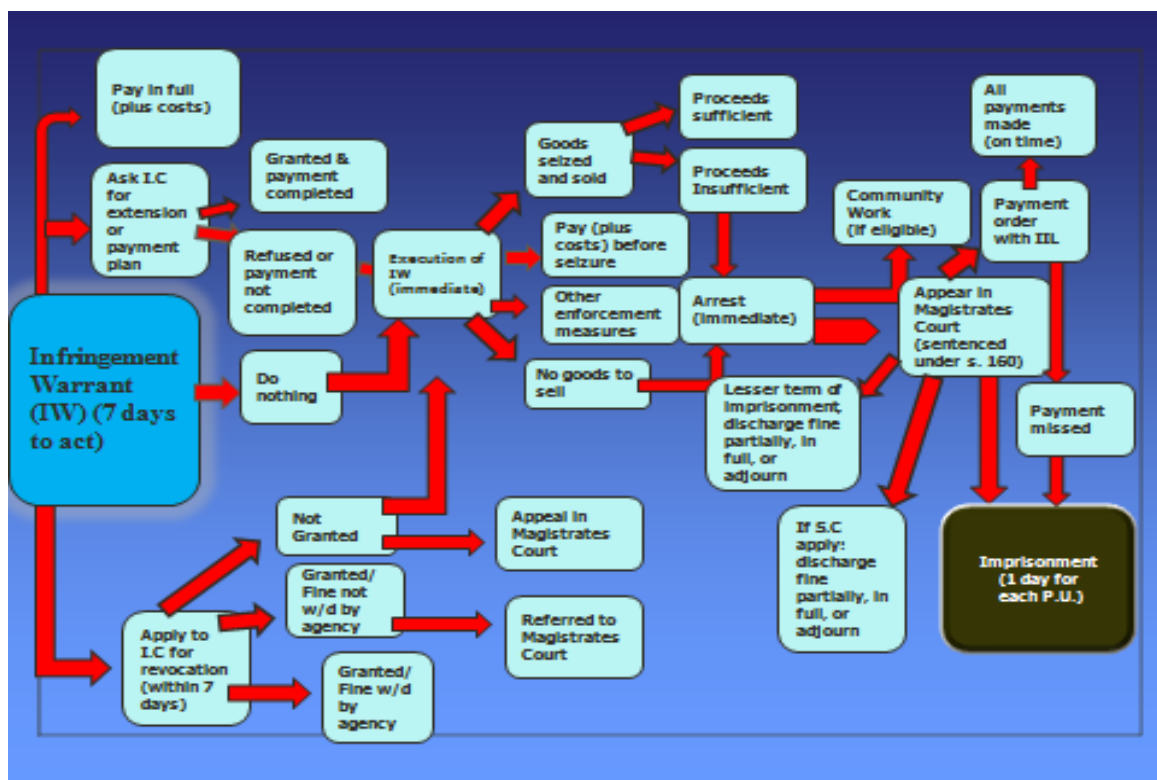 Pay in full
(plus costs)
Ask I.C
for
extension
or
payment
plan
Granted &
payment
completed
Refused or
payment
not
completed
Infringement
Warrant
(IW) (7 days
to act)
Do
nothing
Execution of
IW
(immediate)
Goods
seized
and sold
Proceeds
sufficient
Proceeds
Insufficient
Pay (plus
costs) before
seizure
Other
enforcement
measures
No goods to
sell
Arrest
(immediate)
Community
Work
(if eligible)
All
payments
made
(on time)
Payment
order
with IIL
Appear in
Magistrates
Court
(sentenced
under s. 160)
Lesser term of
imprisonment,
discharge fine
partially, in
full, or
adjourn
Payment
missed
If S.C
apply:
discharge
fine
partially, in
full, or
adjourn
Imprisonment
(1 day for
each P.U.)
Not
Granted
Appeal in
Magistrates
Court
Granted/
Fine not
w/d by
agency
Referred to
Magistrates
Court
Apply to
I.C for
revocation
(within 7
days)
Granted/
Fine w/d
by
agency